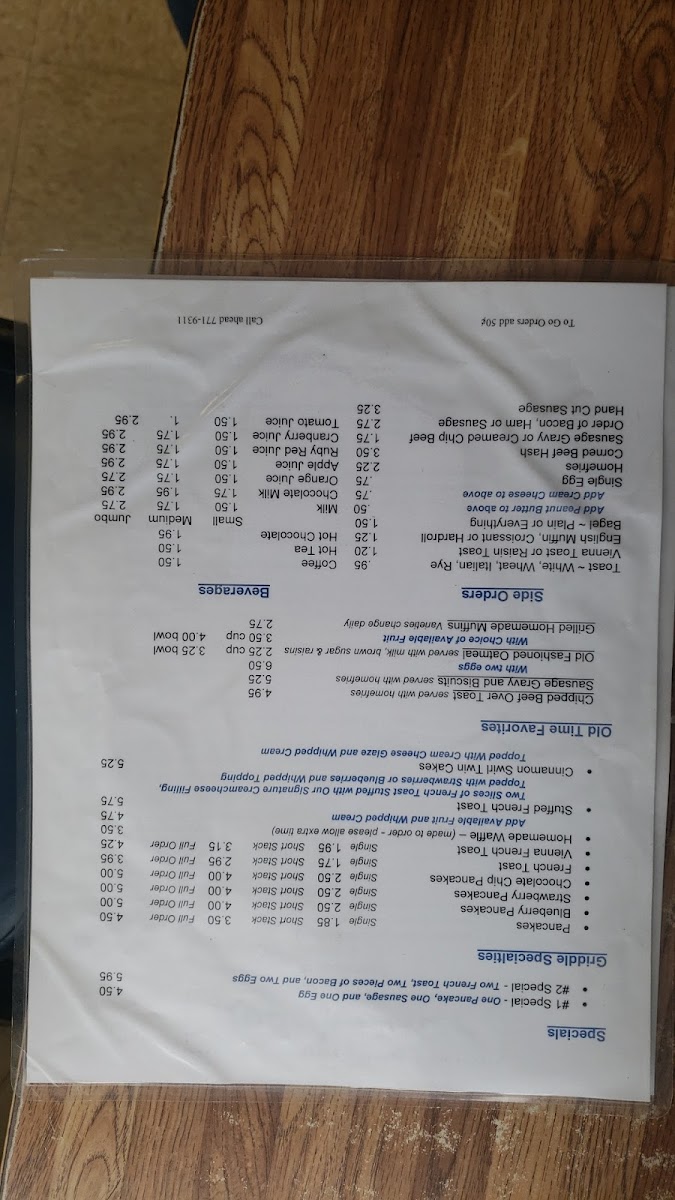 Specials
• #1 Special - One Pancake, One Sausage, and One Egg 4.50
• #2 Special - Two French Toast, Two Pieces of Bacon, and Two Eggs 5.95
Griddle Specialties
• Pancakes Single 1.85 Short Stack 3.50 Full Order 4.50
• Blueberry Pancakes Single 2.50 Short Stack 4.00 Full Order 5.00
• Strawberry Pancakes Single 2.50 Short Stack 4.00 Full Order 5.00
• Chocolate Chip Pancakes Single 2.50 Short Stack 4.00 Full Order 5.00
• French Toast Single 1.75 Short Stack 2.95 Full Order 3.95
• Vienna French Toast Single 1.95 Short Stack 3.15 Full Order 4.25
• Homemade Waffle – (made to order - please allow extra time) 3.50
Add Available Fruit and Whipped Cream 4.75
• Stuffed French Toast 5.75
Two Slices of French Toast Stuffed with Our Signature Creamcheese Filling,
Topped with Strawberries or Blueberries and Whipped Topping
• Cinnamon Swirl Twin Cakes 5.25
Topped With Cream Cheese Glaze and Whipped Cream
Old Time Favorites
Chipped Beef Over Toast served with homefries 4.95
Sausage Gravy and Biscuits served with homefries 5.25
With two eggs 6.50
Old Fashioned Oatmeal served with milk, brown sugar & raisins 2.25 cup 3.25 bowl
With Choice of Available Fruit 3.50 cup 4.00 bowl
Grilled Homemade Muffins Varieties change daily 2.75
Side Orders
Toast ~ White, Wheat, Italian, Rye .95
Vienna Toast or Raisin Toast 1.20
English Muffin, Croissant or Hardroll 1.25
Bagel ~ Plain or Everything 1.50
Add Peanut Butter to above .50
Add Cream Cheese to above .75
Single Egg .75
Homefries 2.25
Corned Beef Hash 3.50
Sausage Gravy or Creamed Chip Beef 1.75
Order of Bacon, Ham or Sausage 2.75
Hand Cut Sausage 3.25
Beverages
Coffee 1.50
Hot Tea 1.50
Hot Chocolate 1.95
Small Medium Jumbo
Milk 1.50 1.75 2.75
Chocolate Milk 1.75 1.95 2.95
Orange Juice 1.50 1.75 2.75
Apple Juice 1.50 1.75 2.95
Ruby Red Juice 1.50 1.75 2.95
Cranberry Juice 1.50 1.75 2.95
Tomato Juice 1.50 1. 2.95
To Go Orders add 50¢ Call ahead 771-9311